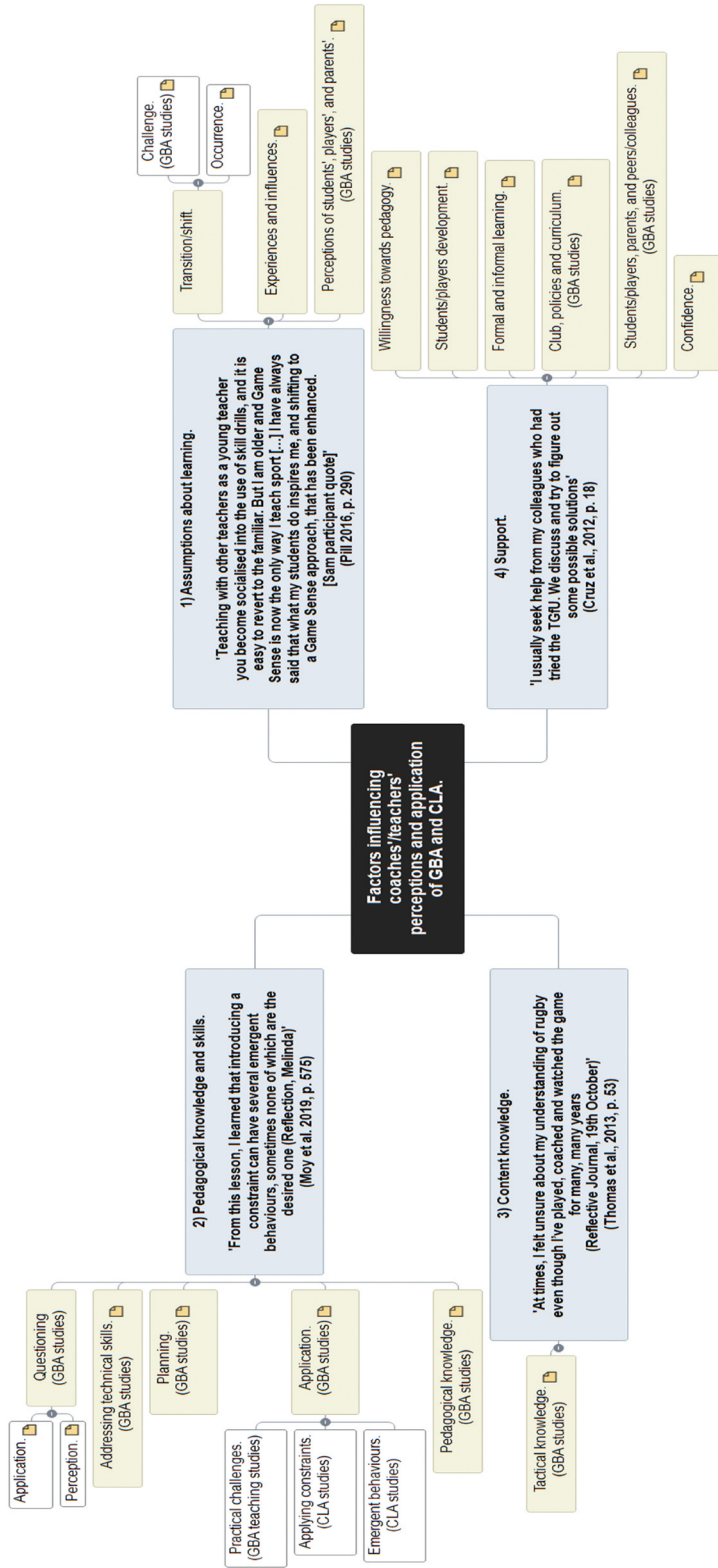 Factors influencing
coaches'/teachers'
perceptions and application
of GBA and CLA.
1) Assumptions about learning.
'Teaching with other teachers as a young teacher
you become socialised into the use of skill drills, and it is
easy to revert to the familiar. But I am older and Game
Sense is now the only way I teach sport [...] I have always
said that what my students do inspires me, and shifting to
a Game Sense approach, that has been enhanced.
[Sam participant quote]'
(Pill 2016, p. 290)
Transition/shift.
Challenge.
(GBA studies)
Occurrence.
Experiences and influences.
Perceptions of students', players', and parents'.
(GBA studies)
2) Pedagogical knowledge and skills.
'From this lesson, I learned that introducing a
constraint can have several emergent
behaviours, sometimes none of which are the
desired one (Reflection, Melinda)'
(Moy et al. 2019, p. 575)
Questioning
(GBA studies)
Application.
Perception.
Addressing technical skills.
(GBA studies)
Planning.
(GBA studies)
Application.
(GBA studies)
Practical challenges.
(GBA teaching studies)
Applying constraints.
(CLA studies)
Emergent behaviours.
(CLA studies)
Pedagogical knowledge.
(GBA studies)
3) Content knowledge.
'At times, I felt unsure about my understanding of rugby
even though I've played, coached and watched the game
for many, many years
(Reflective Journal, 19th October)'
(Thomas et al., 2013, p. 53)
Tactical knowledge.
(GBA studies)
4) Support.
'I usually seek help from my colleagues who had
tried the TGfU. We discuss and try to figure out
some possible solutions'
(Cruz et al., 2012, p. 18)
Willingness towards pedagogy.
Students/players development.
Formal and informal learning.
Club, policies and curriculum.
(GBA studies)
Students/players, parents, and peers/colleagues.
(GBA studies)
Confidence.